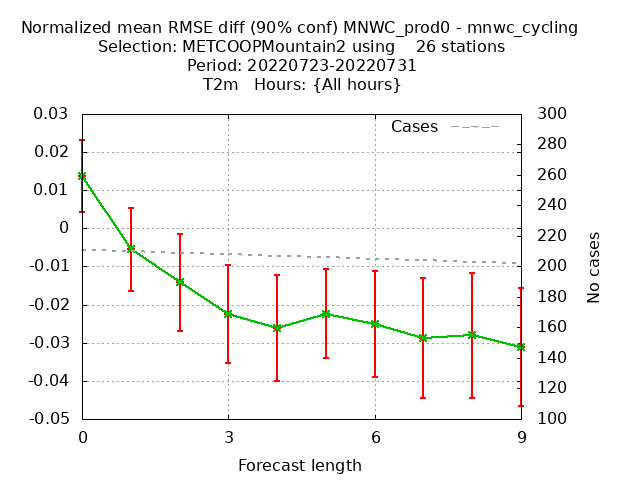 Normalized mean RMSE diff (90% conf) MNWC_prod0 - mnwc_cycling
Selection: METCOOPMountain2 using    26 stations
Period: 20220723-20220731
T2m   Hours: {All hours}
Cases
0.03
0.02
0.01
0
-0.01
-0.02
-0.03
-0.04
-0.05
300
280
260
240
220
200
180
160
140
120
100
No cases
0 3 6 9
Forecast length